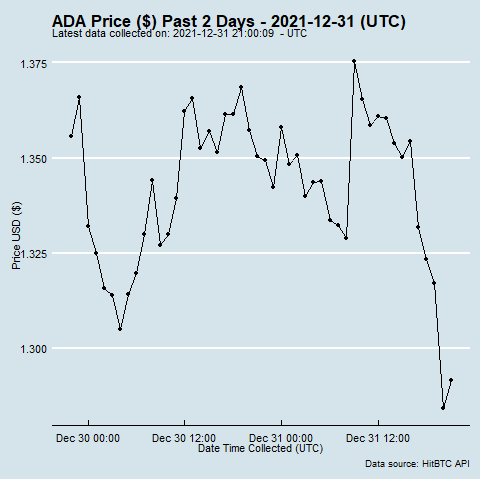 ADA Price ($) Past 2 Days - 2021-12-31 (UTC)
Latest data collected on: 2021-12-31 21:00:09 - UTC
1.375
1.350
1.325
1.300
Price USD ($)
Dec 30 00:00 Dec 30 12:00 Dec 31 00:00 Dec 31 12:00
Date Time Collected (UTC)
Data source: HitBTC API